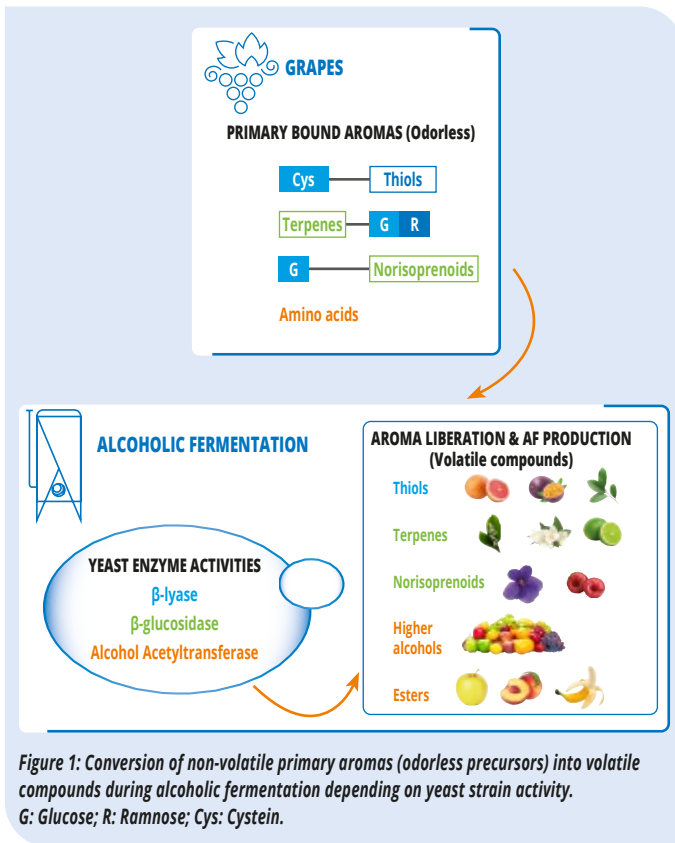 GRAPES
PRIMARY BOUND AROMAS (Odorless)
Cys Thiols
Terpenes G R
G Norisoprenoids
Amino acids
ALCOHOLIC FERMENTATION
YEAST ENZYME ACTIVITIES
β-lyase
β-glucosidase
Alcohol Acetyltransferase
AROMA LIBERATION & AF PRODUCTION
(Volatile compounds)
Thiols
Terpenes
Norisoprenoids
Higher
alcohols
Esters
Figure 1: Conversion of non-volatile primary aromas (odorless precursors) into volatile
compounds during alcoholic fermentation depending on yeast strain activity.
G: Glucose; R: Ramnose; Cys: Cystein.